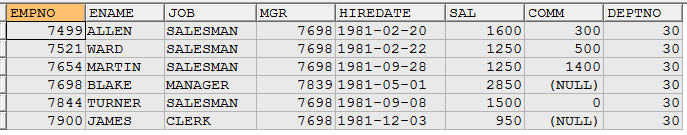 EMPNO ENAME JOB MGR HIREDATE SAL COMM DEPTNO
7499 ALLEN SALESMAN 7698 1981-02-20 1600 300 30
7521 WARD SALESMAN 7698 1981-02-22 1250 500 30
7654 MARTIN SALESMAN 7698 1981-09-28 1250 1400 30
7698 BLAKE MANAGER 7839 1981-05-01 2850 (NULL) 30
7844 TURNER SALESMAN 7698 1981-09-08 1500 0 30
7900 JAMES CLERK 7698 1981-12-03 950 (NULL) 30